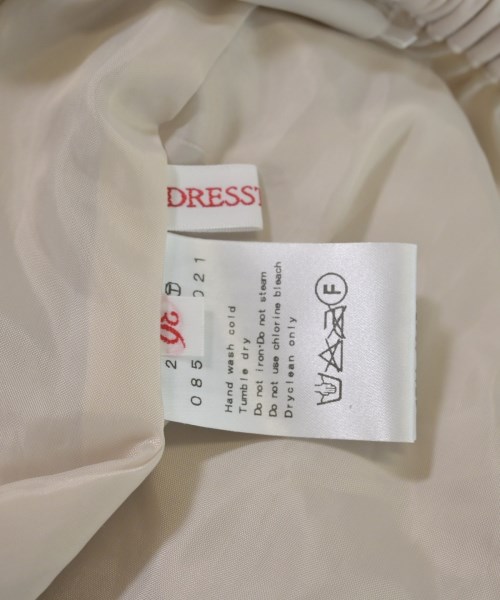 DRESST
36
2 Ⓣ
085 021
Hand wash cold
Tumble dry
Do not iron·Do not steam
Do not use chlorine bleach
Dryclean only
F